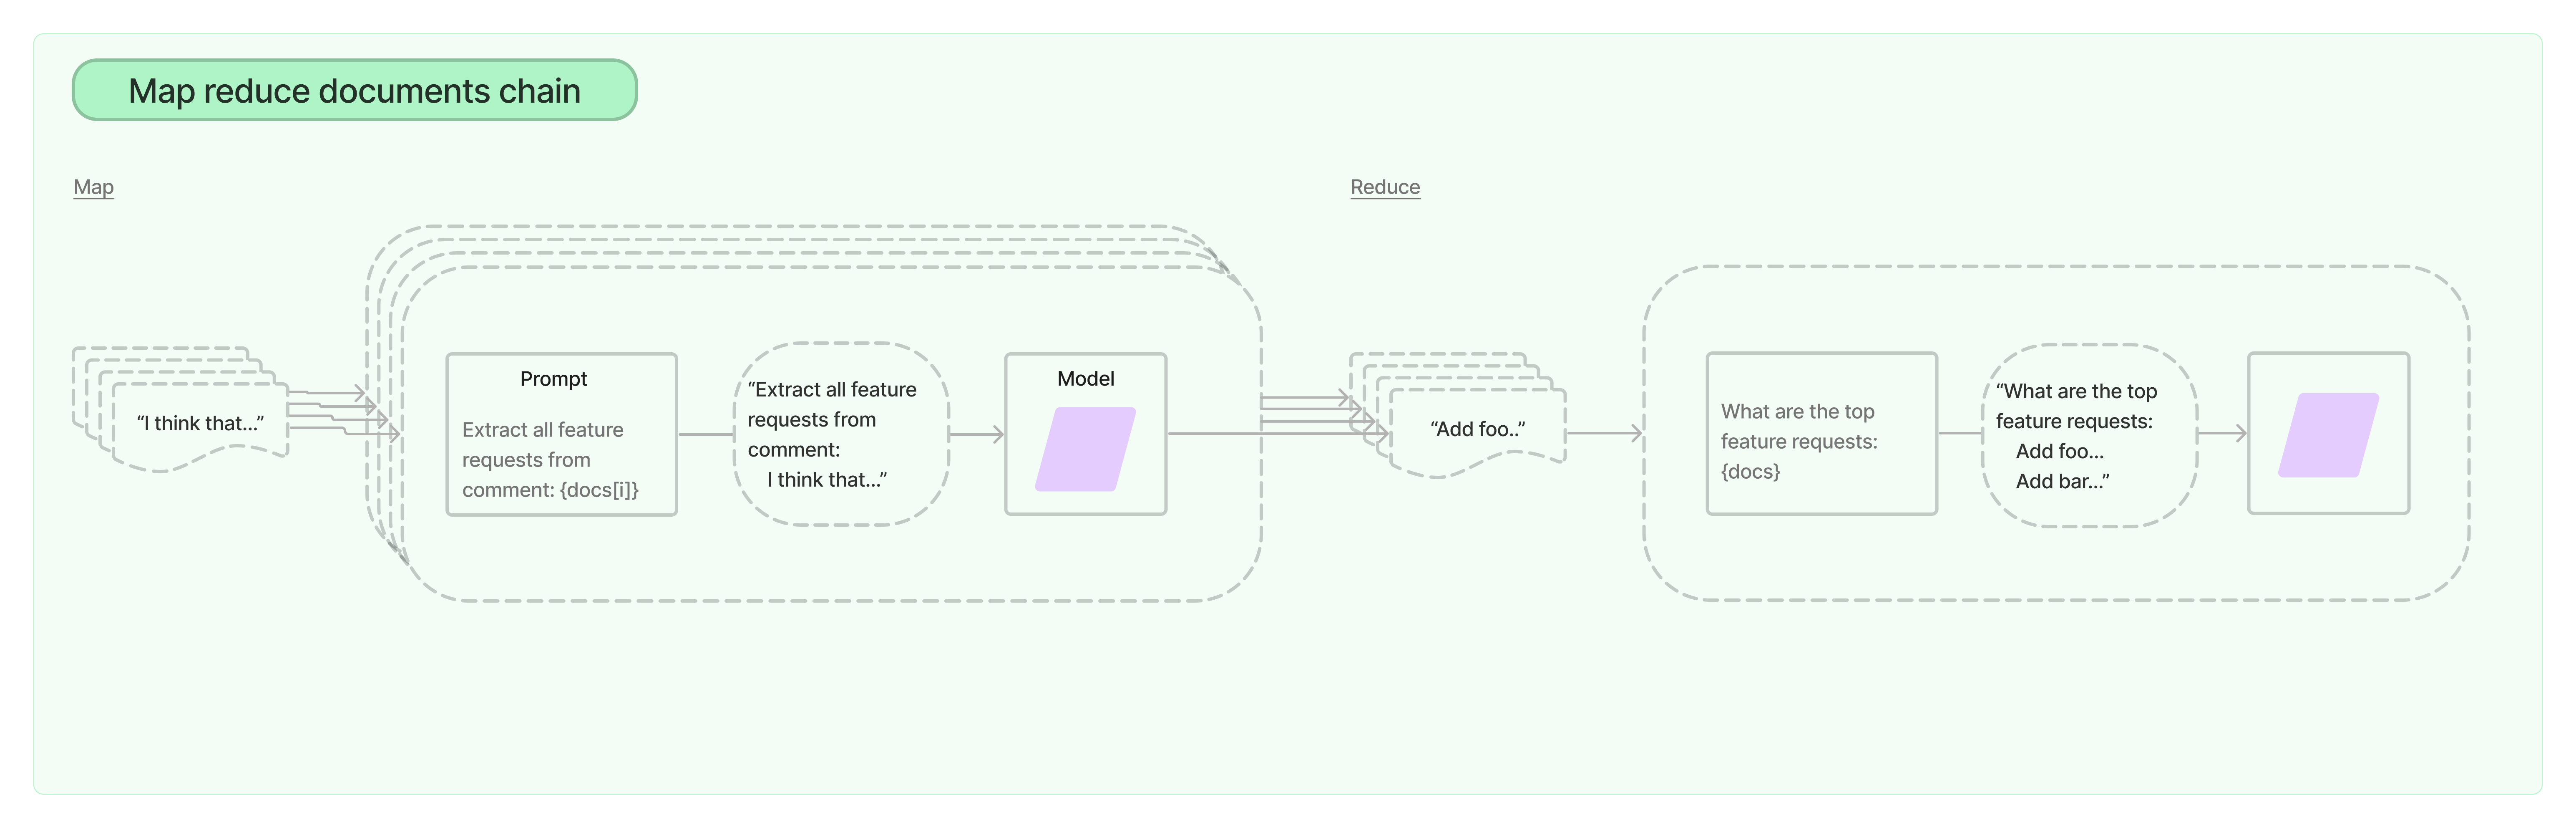 Map reduce documents chain
Map
Reduce
“I think that...”
Prompt
Extract all feature
requests from
comment: {docs[i]}
“Extract all feature
requests from
comment:
I think that...”
Model
“Add foo..”
What are the top
feature requests:
{docs}
“What are the top
feature requests:
Add foo...
Add bar...”